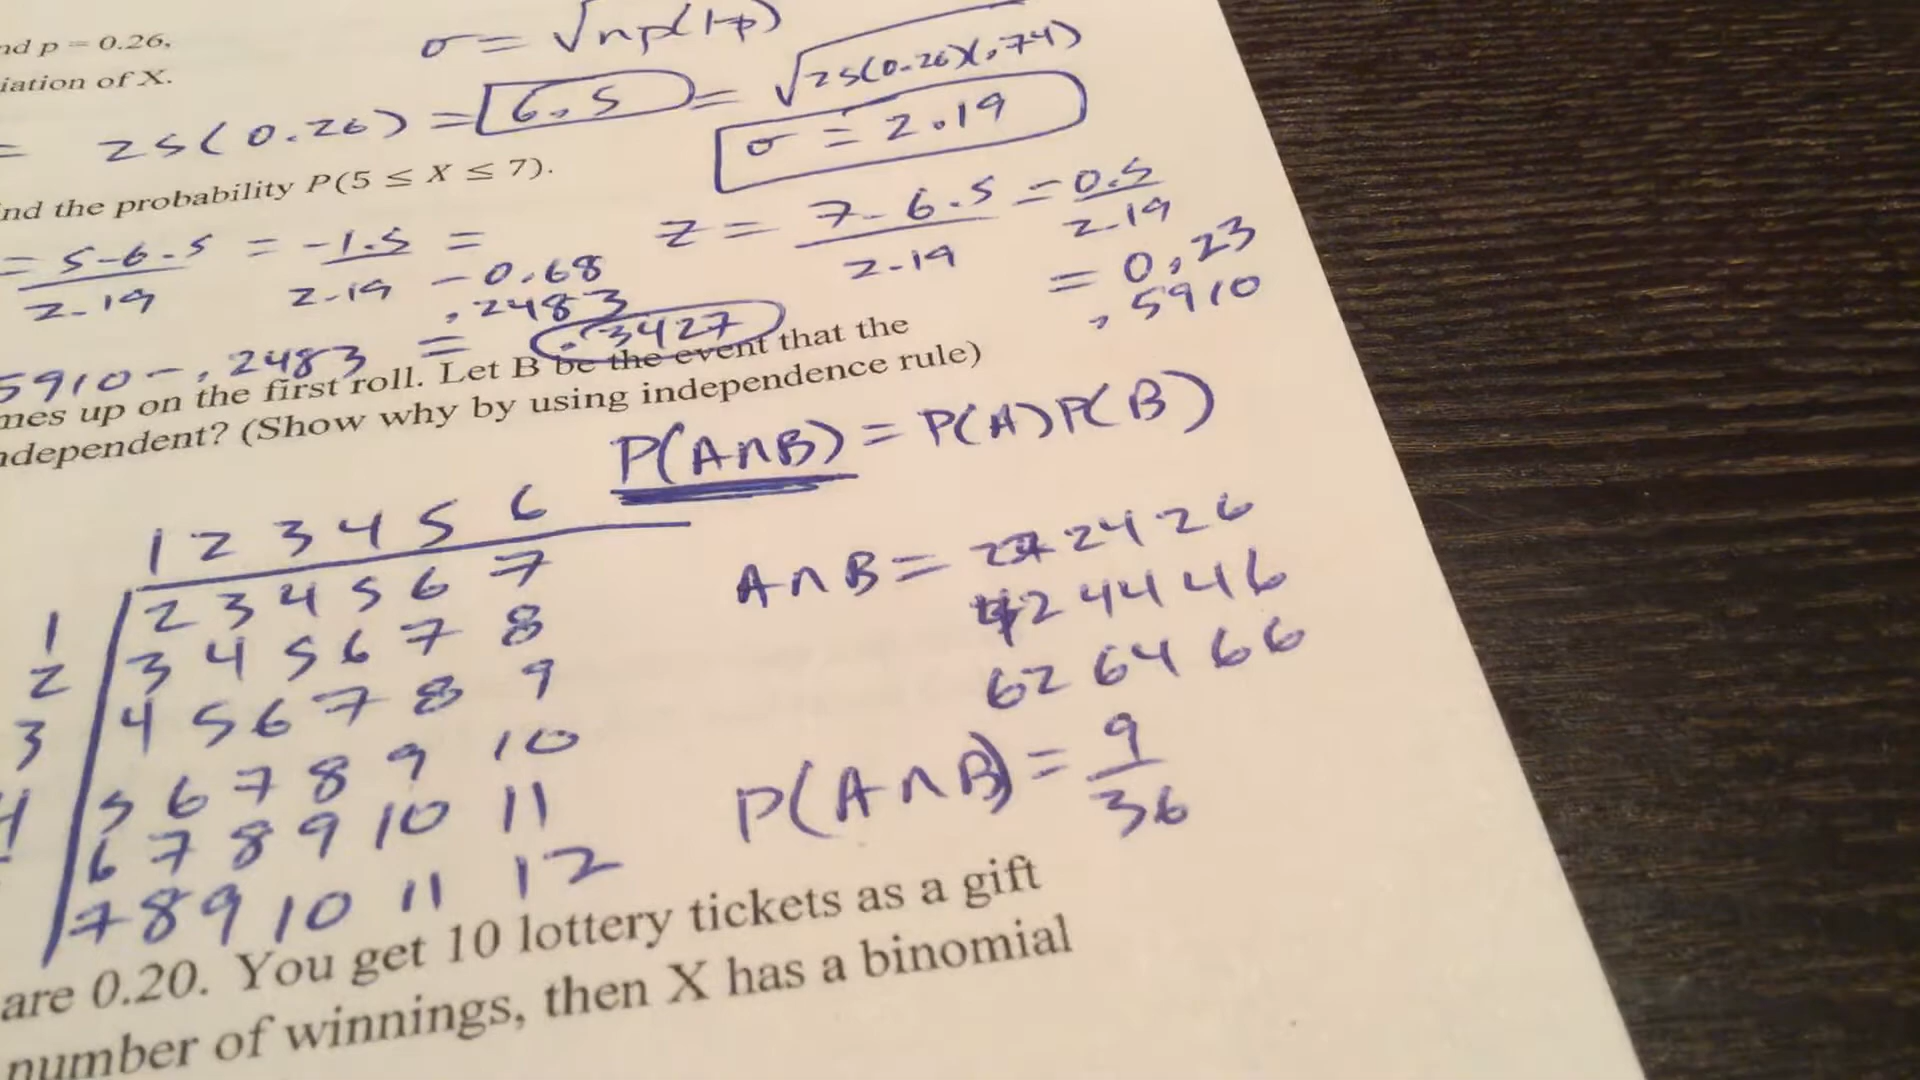 nd p = 0.26,
σ = √np(1-p)
iation of X.
= 25(0.26) = 6.5 = √25(0.26)(.74)
σ = 2.19
nd the probability P(5 ≤ X ≤ 7).
= 5-6.5 / 2.19 = -1.5 / 2.19 = -0.68
.2483
z = 7-6.5 / 2.19 = 0.5 / 2.19
= 0.23
.5910
5910 - .2483 = .3427
mes up on the first roll. Let B be the event that the
dependent? (Show why by using independence rule)
P(A∩B) = P(A)P(B)
1 2 3 4 5 6
1 2 3 4 5 6 7
2 3 4 5 6 7 8
3 4 5 6 7 8 9
4 5 6 7 8 9 10
6 7 8 9 10 11
7 8 9 10 11 12
A∩B = 22 24 26
42 44 46
62 64 66
P(A∩B) = 9/36
are 0.20. You get 10 lottery tickets as a gift
number of winnings, then X has a binomial